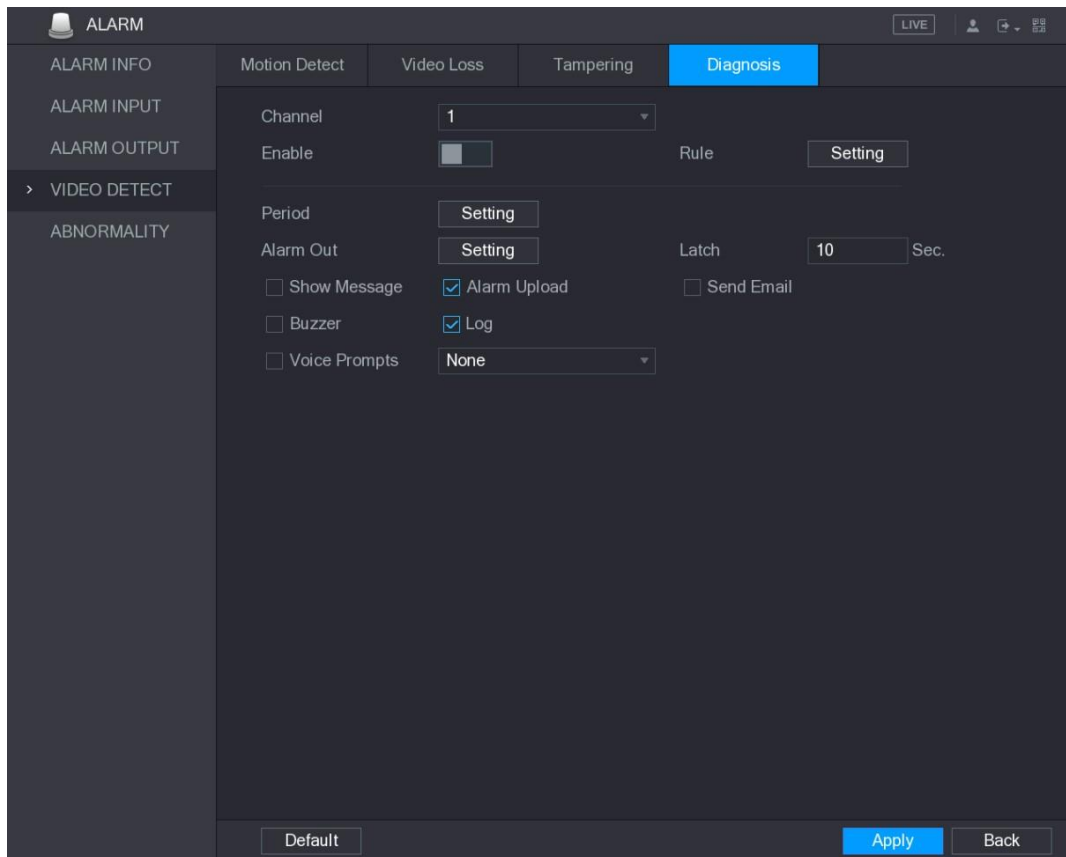 ALARM
LIVE
ALARM INFO
ALARM INPUT
ALARM OUTPUT
> VIDEO DETECT
ABNORMALITY
Motion Detect Video Loss Tampering Diagnosis
Channel 1
Enable Rule Setting
Period Setting
Alarm Out Setting Latch 10 Sec.
Show Message Alarm Upload Send Email
Buzzer Log
Voice Prompts None
Default Apply Back